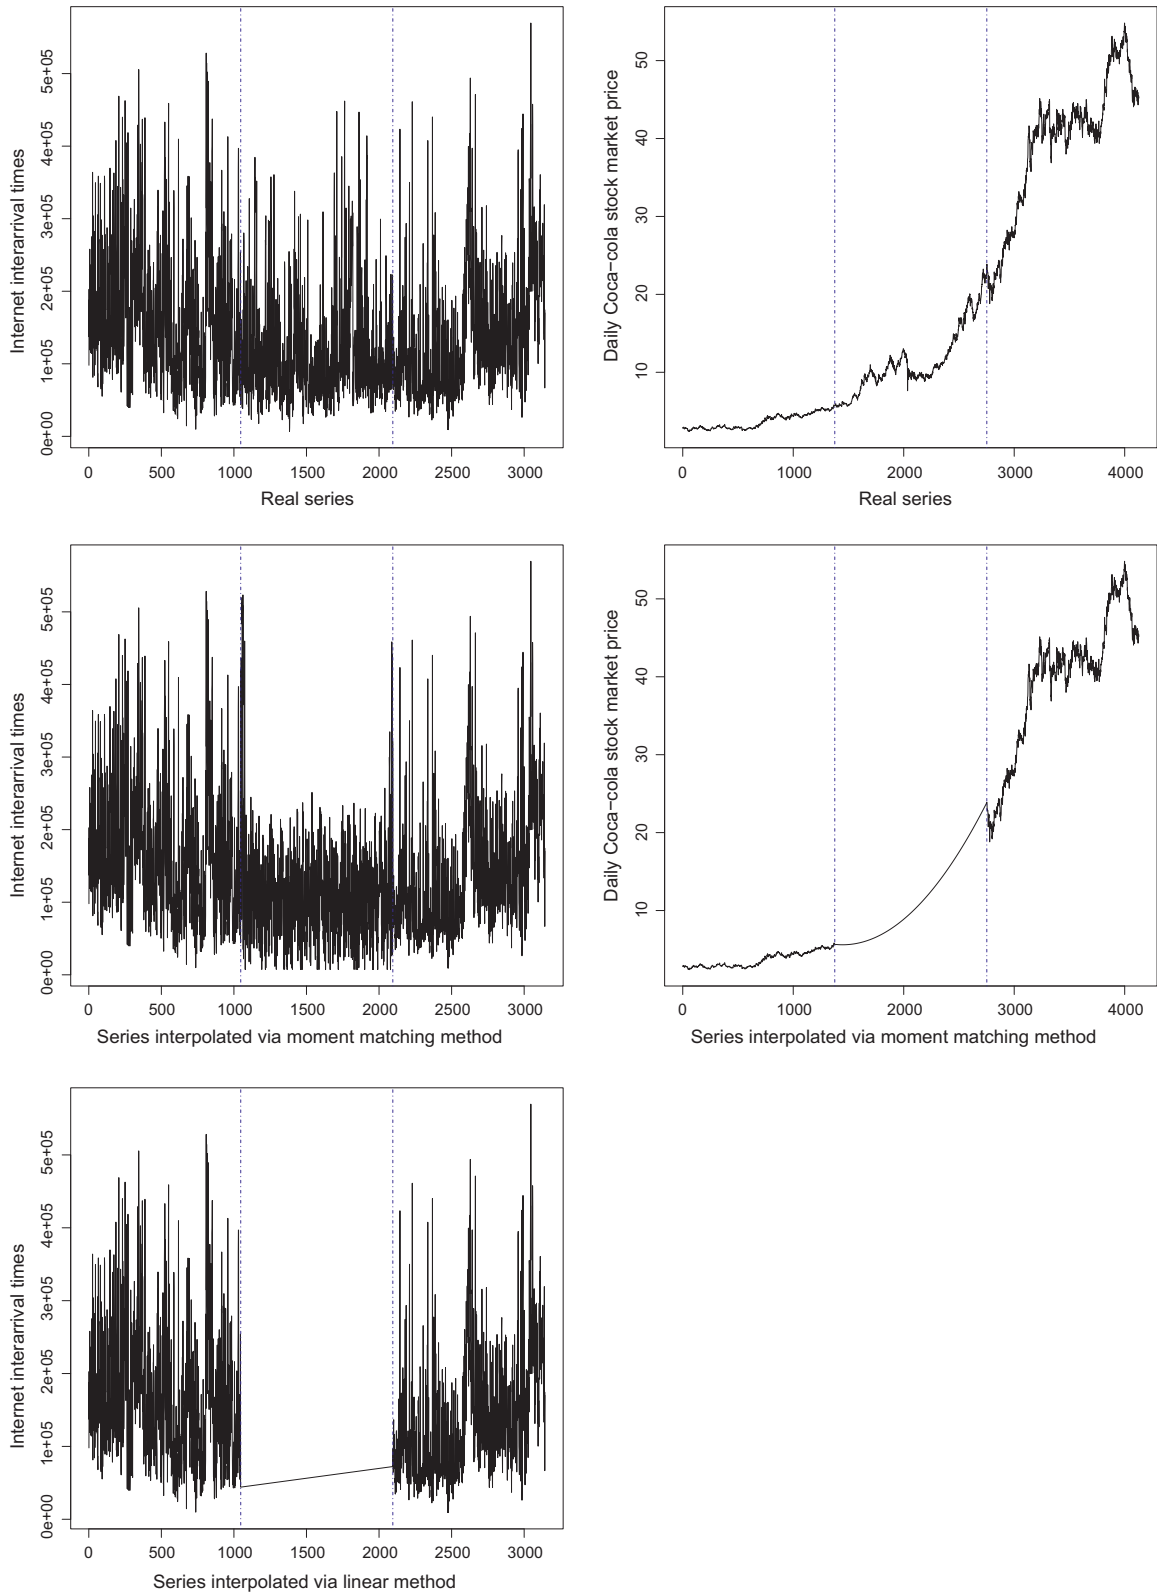 Internet interarrival times
0e+00 1e+05 2e+05 3e+05 4e+05 5e+05
0 500 1000 1500 2000 2500 3000
Real series
Daily Coca−cola stock market price
10 20 30 40 50
0 1000 2000 3000 4000
Real series
Internet interarrival times
0e+00 1e+05 2e+05 3e+05 4e+05 5e+05
0 500 1000 1500 2000 2500 3000
Series interpolated via moment matching method
Daily Coca−cola stock market price
10 20 30 40 50
0 1000 2000 3000 4000
Series interpolated via moment matching method
Internet interarrival times
0e+00 1e+05 2e+05 3e+05 4e+05 5e+05
0 500 1000 1500 2000 2500 3000
Series interpolated via linear method